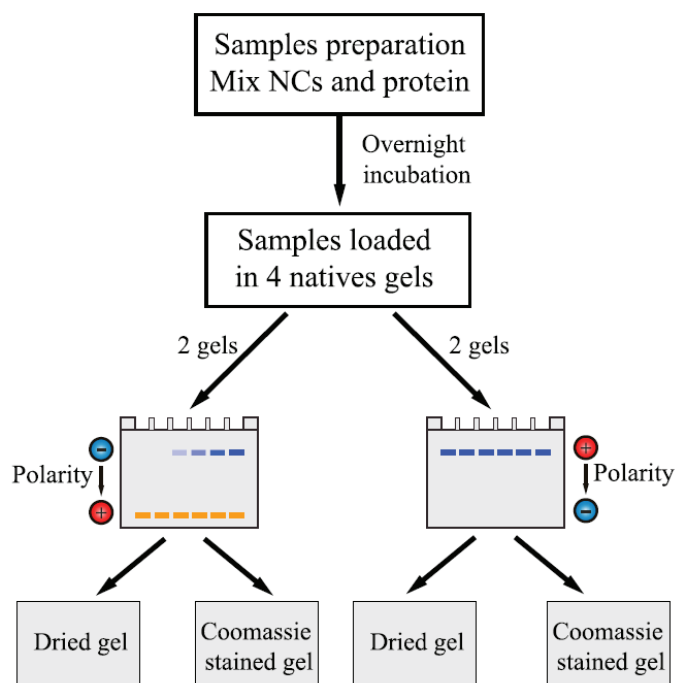 Samples preparation
Mix NCs and protein
Overnight
incubation
Samples loaded
in 4 natives gels
2 gels
2 gels
-
Polarity
+
+
Polarity
-
Dried gel
Coomassie
stained gel
Dried gel
Coomassie
stained gel